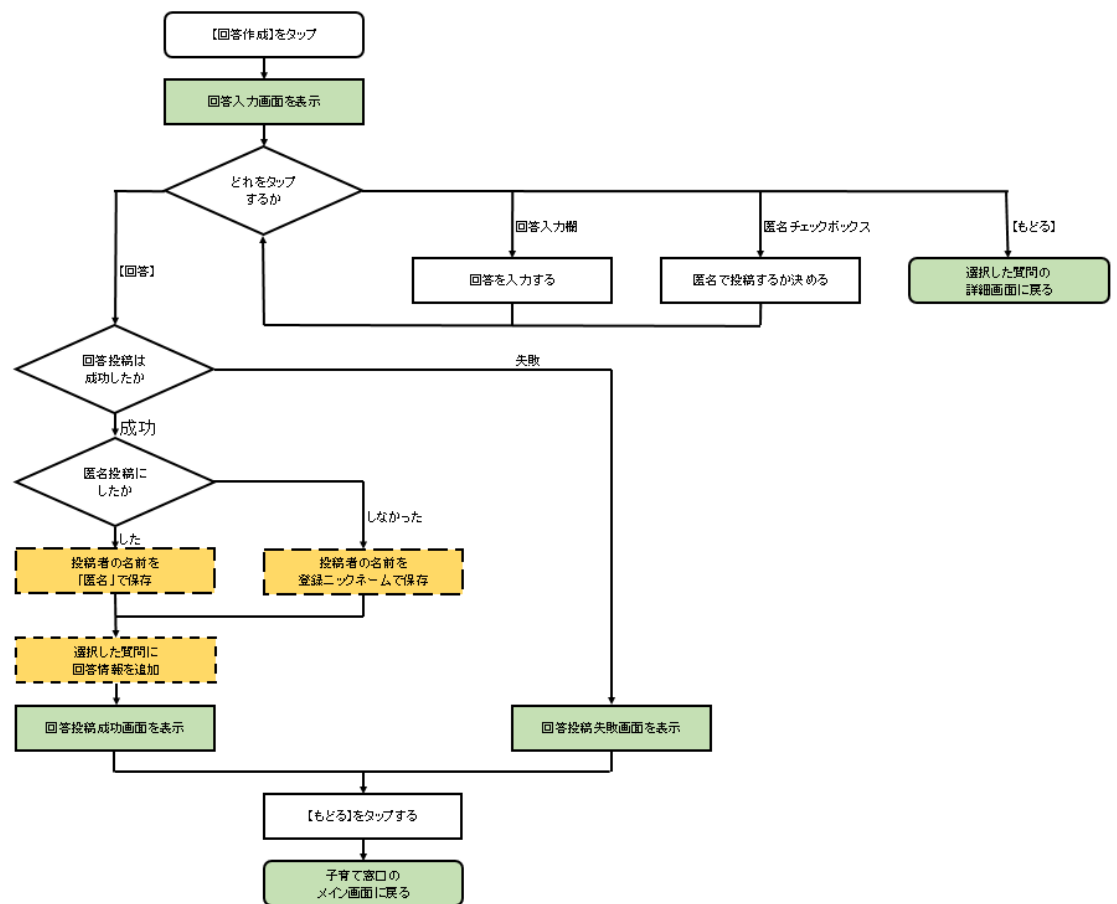 【回答作成】をタップ
回答入力画面を表示
どれをタップ
するか
【回答】
回答入力欄
匿名チェックボックス
【もどる】
回答を入力する
匿名で投稿するか決める
選択した質問の
詳細画面に戻る
回答投稿は
成功したか
失敗
成功
匿名投稿に
したか
しなかった
した
投稿者の名前を
「匿名」で保存
投稿者の名前を
登録ニックネームで保存
選択した質問に
回答情報を追加
回答投稿成功画面を表示
回答投稿失敗画面を表示
【もどる】をタップする
子育て窓口の
メイン画面に戻る